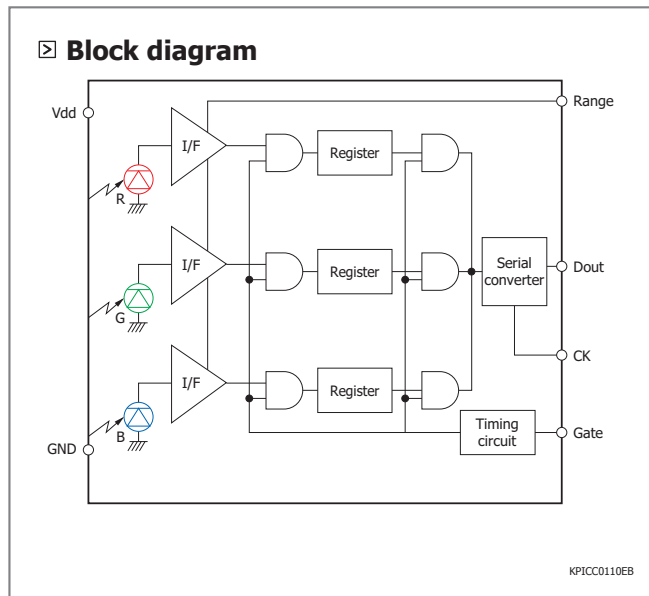 Block diagram
Vdd
Range
I/F
Register
R
I/F
Register
Serial
converter
Dout
G
CK
I/F
Register
B
GND
Timing
circuit
Gate
KPICC0110EB